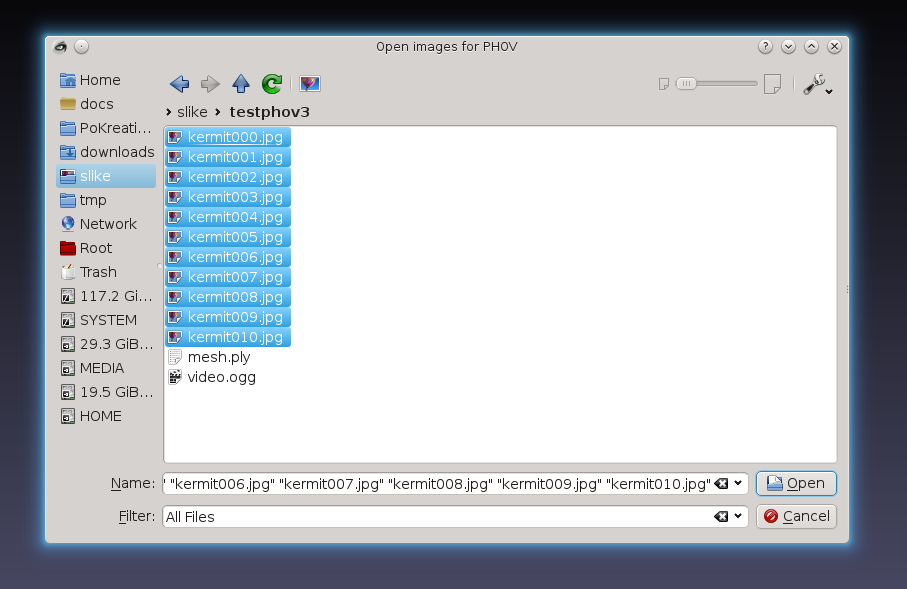 Open images for PHOV
Home
docs
PoKreati...
downloads
slike
tmp
Network
Root
Trash
117.2 Gi...
SYSTEM
29.3 GiB...
MEDIA
19.5 GiB...
HOME
slike testphov3
kermit000.jpg
kermit001.jpg
kermit002.jpg
kermit003.jpg
kermit004.jpg
kermit005.jpg
kermit006.jpg
kermit007.jpg
kermit008.jpg
kermit009.jpg
kermit010.jpg
mesh.ply
video.ogg
Name: " "kermit006.jpg" "kermit007.jpg" "kermit008.jpg" "kermit009.jpg" "kermit010.jpg" Open
Filter: All Files Cancel